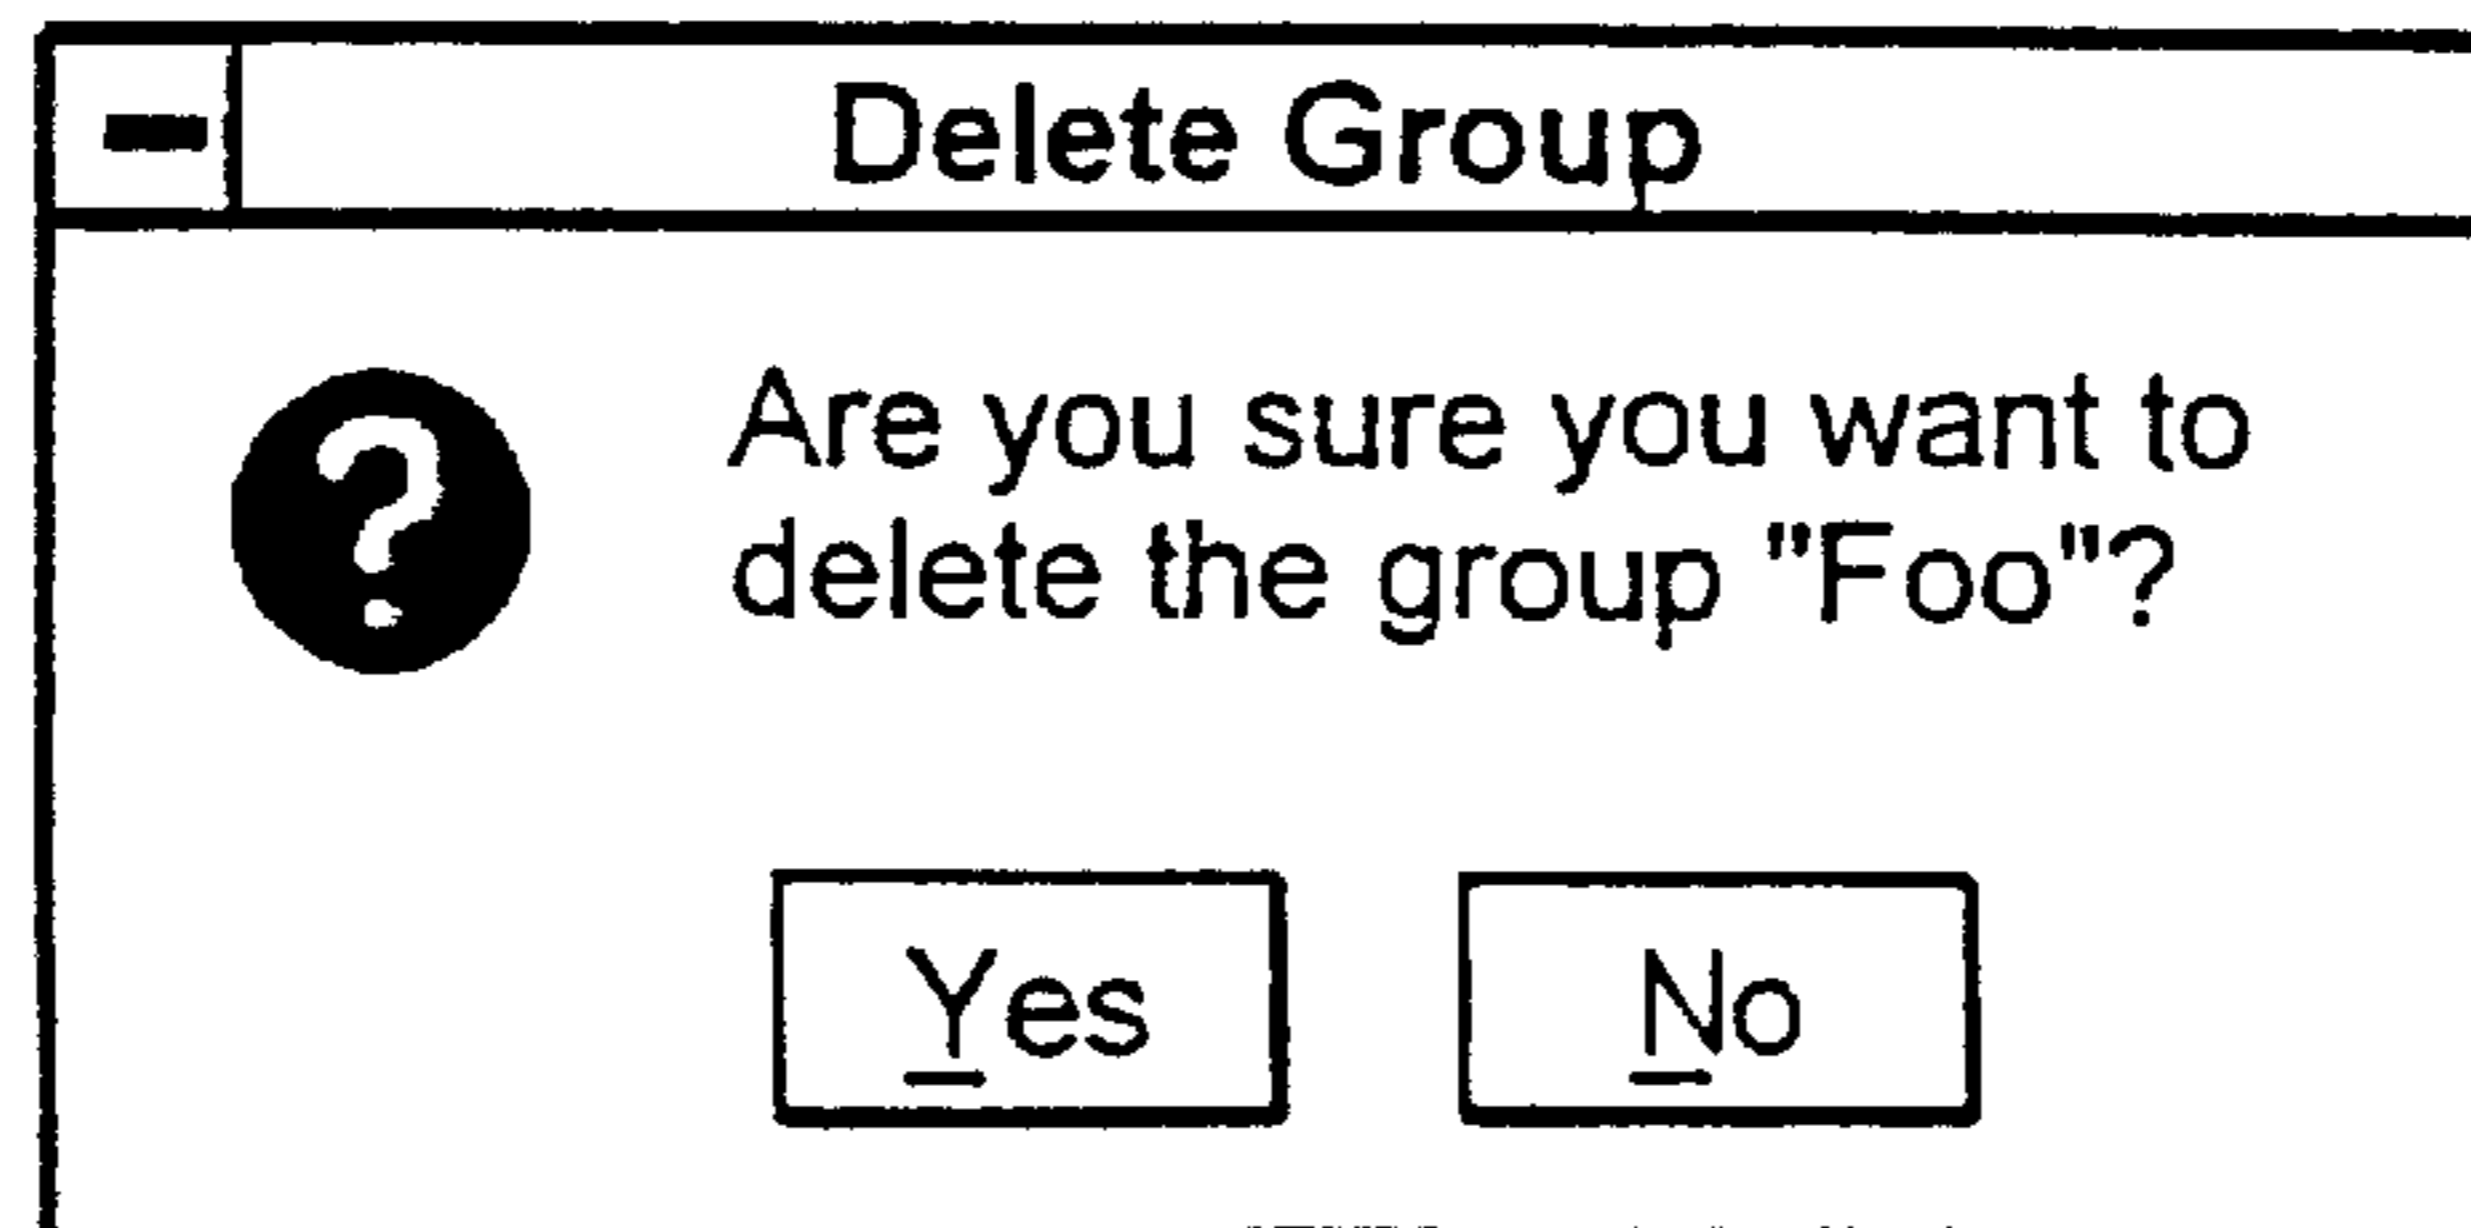 Delete Group
Are you sure you want to
delete the group "Foo"?
Yes No